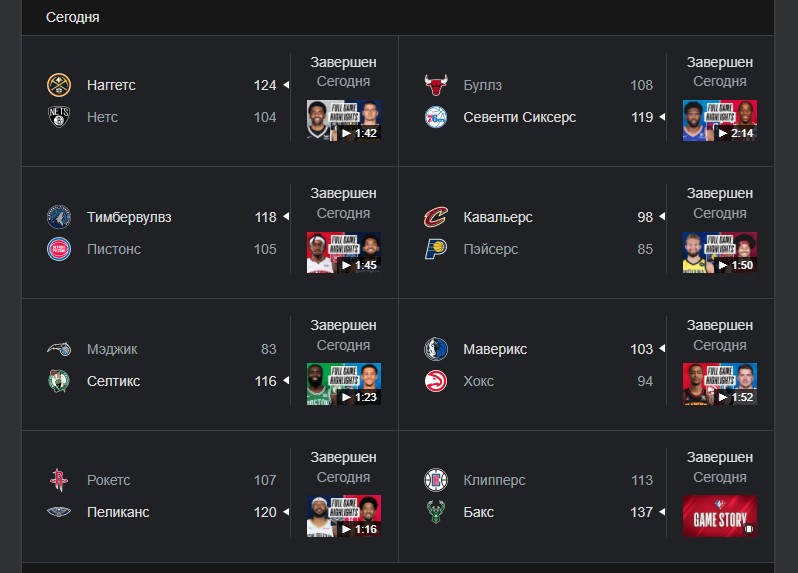 Сегодня
Завершен
Сегодня
Наггетс 124
Нетс 104
NETS
FULL GAME
HIGHLIGHTS
1:42
Завершен
Сегодня
Буллз 108
Севенти Сиксерс 119
FULL GAME
HIGHLIGHTS
2:14
Завершен
Сегодня
Тимбервулвз 118
Пистонс 105
FULL GAME
HIGHLIGHTS
1:45
Завершен
Сегодня
Кавальерс 98
Пэйсерс 85
FULL GAME
HIGHLIGHTS
1:50
Завершен
Сегодня
Мэджик 83
Селтикс 116
FULL GAME
HIGHLIGHTS
1:23
Завершен
Сегодня
Маверикс 103
Хокс 94
FULL GAME
HIGHLIGHTS
1:52
Завершен
Сегодня
Рокетс 107
Пеликанс 120
FULL GAME
HIGHLIGHTS
1:16
Завершен
Сегодня
Клипперс 113
Бакс 137
GAME STORY